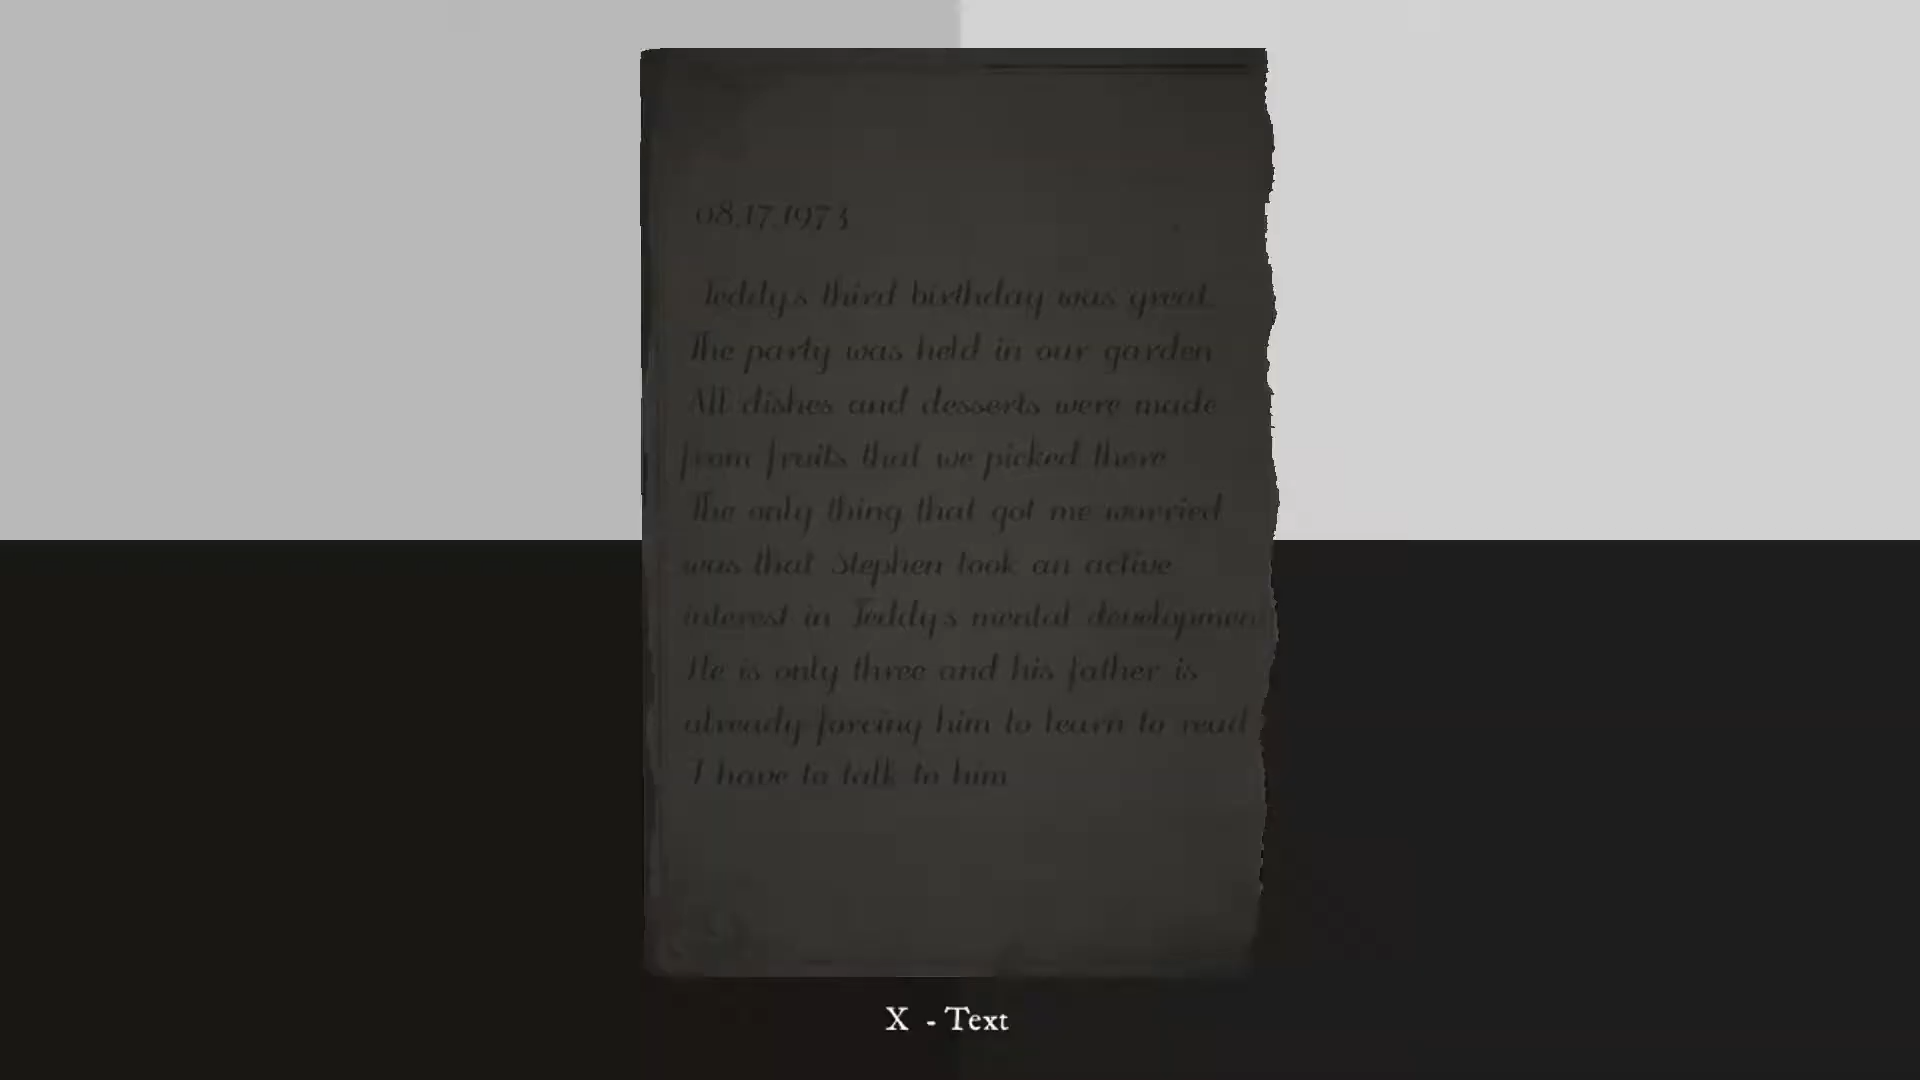 08.17.1973
Teddy's third birthday was great.
The party was held in our garden
All dishes and desserts were made
from fruits that we picked there
The only thing that got me worried
was that Stephen took an active
interest in Teddy's mental development
He is only three and his father is
already forcing him to learn to read
I have to talk to him
X - Text